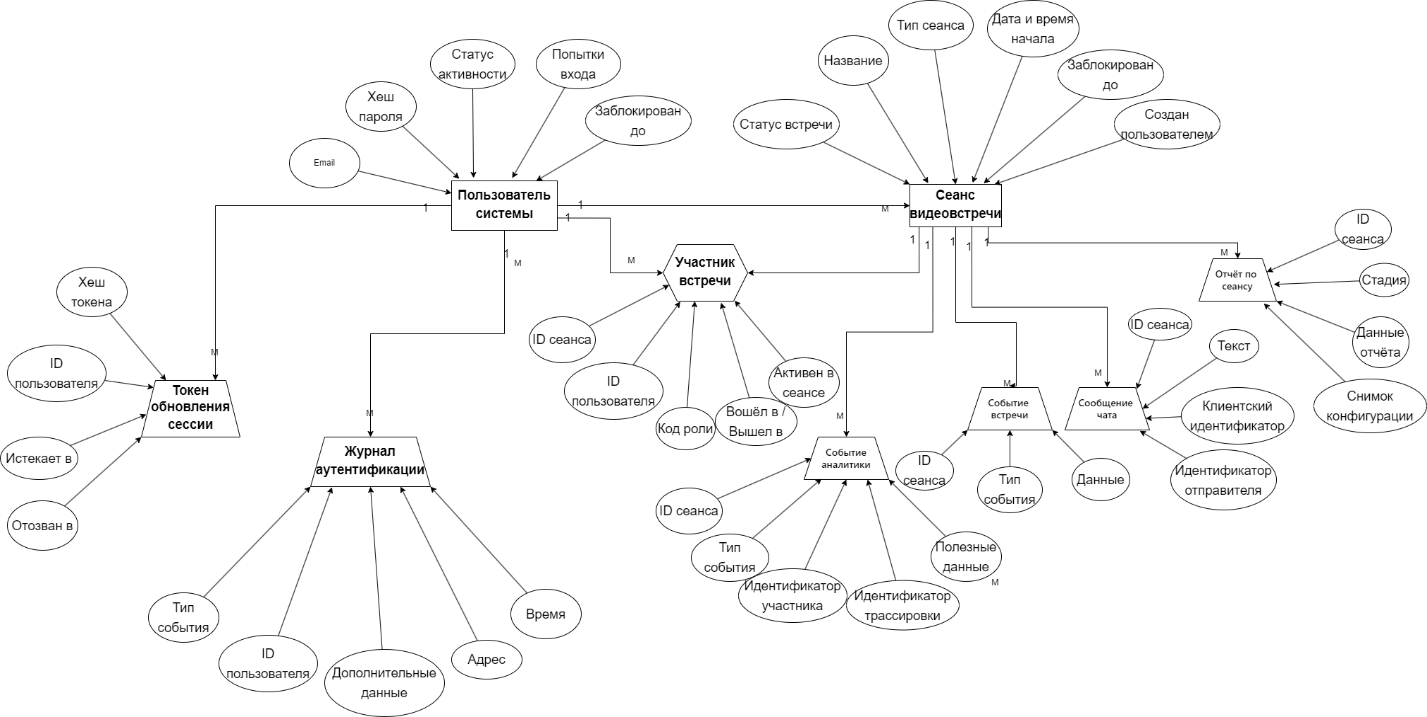 Тип сеанса
Дата и время
начала
Статус
активности
Попытки
входа
Название
Заблокирован
до
Хеш
пароля
Заблокирован
до
Статус встречи
Создан
пользователем
Email
Пользователь
системы
Сеанс
видеовстречи
1
1
м
1
1
м
1
1
1
1
1
м
м
ID
сеанса
Участник
встречи
Отчёт по
сеансу
Стадия
Хеш
токена
ID сеанса
ID сеанса
Текст
Данные
отчёта
м
ID
пользователя
ID
пользователя
Активен в
сеансе
м
м
Токен
обновления
сессии
Событие
встречи
Сообщение
чата
Снимок
конфигурации
Клиентский
идентификатор
м
м
Код роли
Вошёл в /
Вышел в
Истекает в
Журнал
аутентификации
Событие
аналитики
ID
сеанса
Тип
события
Данные
Идентификатор
отправителя
ID сеанса
Отозван в
Тип
события
Полезные
данные
м
Идентификатор
участника
Идентификатор
трассировки
Тип
события
Время
ID
пользователя
Дополнительные
данные
Адрес